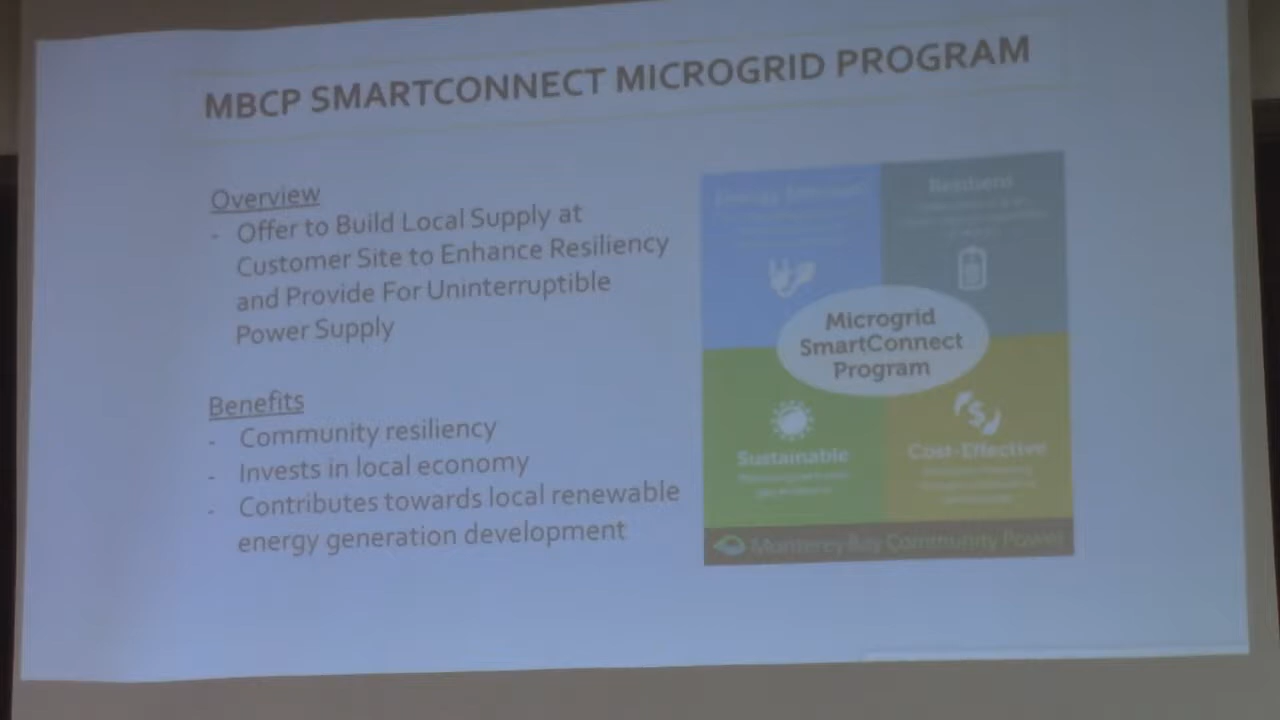 MBCP SMARTCONNECT MICROGRID PROGRAM
Overview
- Offer to Build Local Supply at
Customer Site to Enhance Resiliency
and Provide For Uninterruptible
Power Supply
Benefits
- Community resiliency
- Invests in local economy
- Contributes towards local renewable
energy generation development
Energy
Resilient
Microgrid
SmartConnect
Program
Sustainable
Cost-Effective
Monterey Bay Community Power